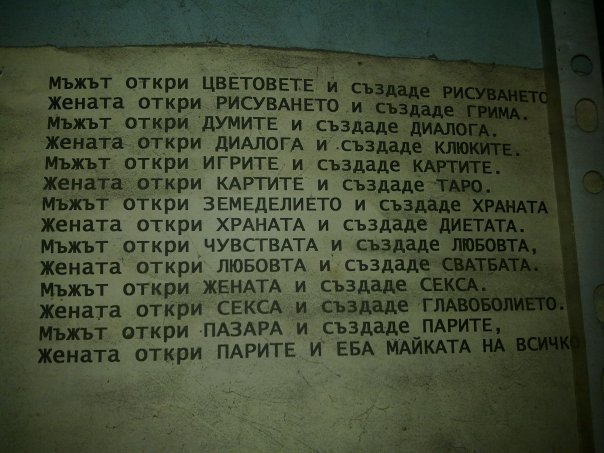 Мъжът откри ЦВЕТОВЕТЕ и създаде РИСУВАНЕТО
Жената откри РИСУВАНЕТО и създаде ГРИМА.
Мъжът откри ДУМИТЕ и създаде ДИАЛОГА.
Жената откри ДИАЛОГА и създаде КЛЮКИТЕ.
Мъжът откри ИГРИТЕ и създаде КАРТИТЕ.
Жената откри КАРТИТЕ и създаде ТАРО.
Мъжът откри ЗЕМЕДЕЛИЕТО и създаде ХРАНАТА
Жената откри ХРАНАТА и създаде ДИЕТАТА.
Мъжът откри ЧУВСТВАТА и създаде ЛЮБОВТА,
Жената откри ЛЮБОВТА и създаде СВАТБАТА.
Мъжът откри ЖЕНАТА и създаде СЕКСА.
Жената откри СЕКСА и създаде ГЛАВОБОЛИЕТО.
Мъжът откри ПАЗАРА и създаде ПАРИТЕ,
Жената откри ПАРИТЕ И ЕБА МАЙКАТА НА ВСИЧКО